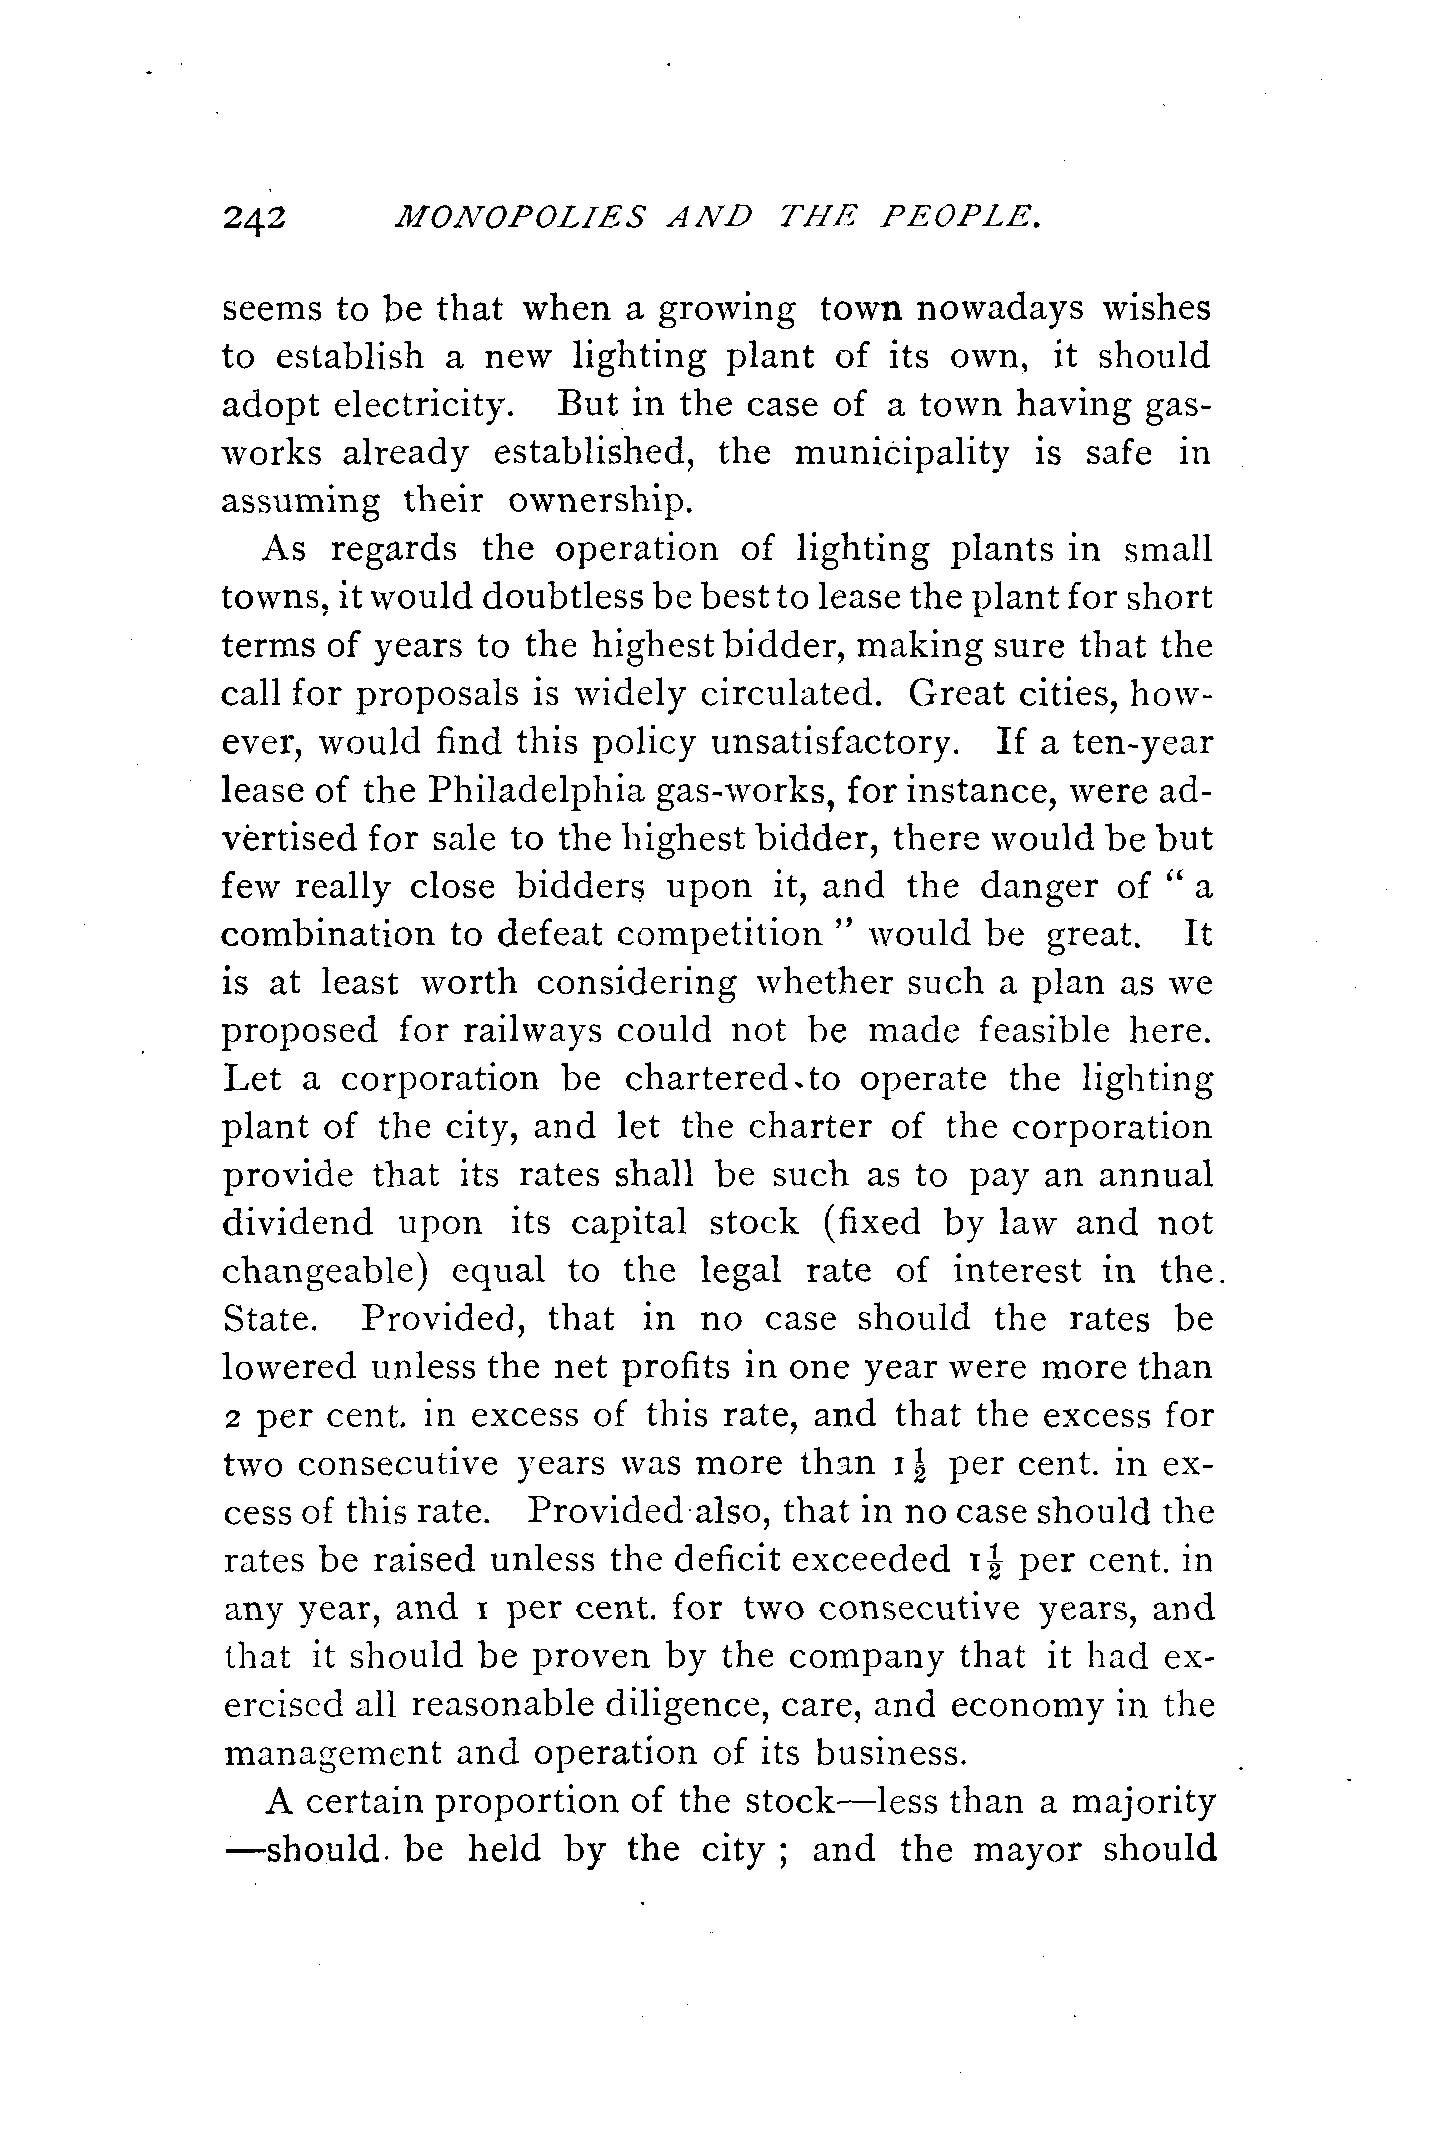 242 MONOPOLIES AND THE PEOPLE.
seems to be that when a growing town nowadays wishes
to establish a new lighting plant of its own, it should
adopt electricity. But in the case of a town having gas-
works already established, the municipality is safe in
assuming their ownership.
As regards the operation of lighting plants in small
towns, it would doubtless be best to lease the plant for short
terms of years to the highest bidder, making sure that the
call for proposals is widely circulated. Great cities, how-
ever, would find this policy unsatisfactory. If a ten-year
lease of the Philadelphia gas-works, for instance, were ad-
vertised for sale to the highest bidder, there would be but
few really close bidders upon it, and the danger of " a
combination to defeat competition " would be great. It
is at least worth considering whether such a plan as we
proposed for railways could not be made feasible here.
Let a corporation be chartered to operate the lighting
plant of the city, and let the charter of the corporation
provide that its rates shall be such as to pay an annual
dividend upon its capital stock (fixed by law and not
changeable) equal to the legal rate of interest in the
State. Provided, that in no case should the rates be
lowered unless the net profits in one year were more than
2 per cent. in excess of this rate, and that the excess for
two consecutive years was more than 1½ per cent. in ex-
cess of this rate. Provided also, that in no case should the
rates be raised unless the deficit exceeded 1½ per cent. in
any year, and 1 per cent. for two consecutive years, and
that it should be proven by the company that it had ex-
ercised all reasonable diligence, care, and economy in the
management and operation of its business.
A certain proportion of the stock—less than a majority
—should be held by the city ; and the mayor should